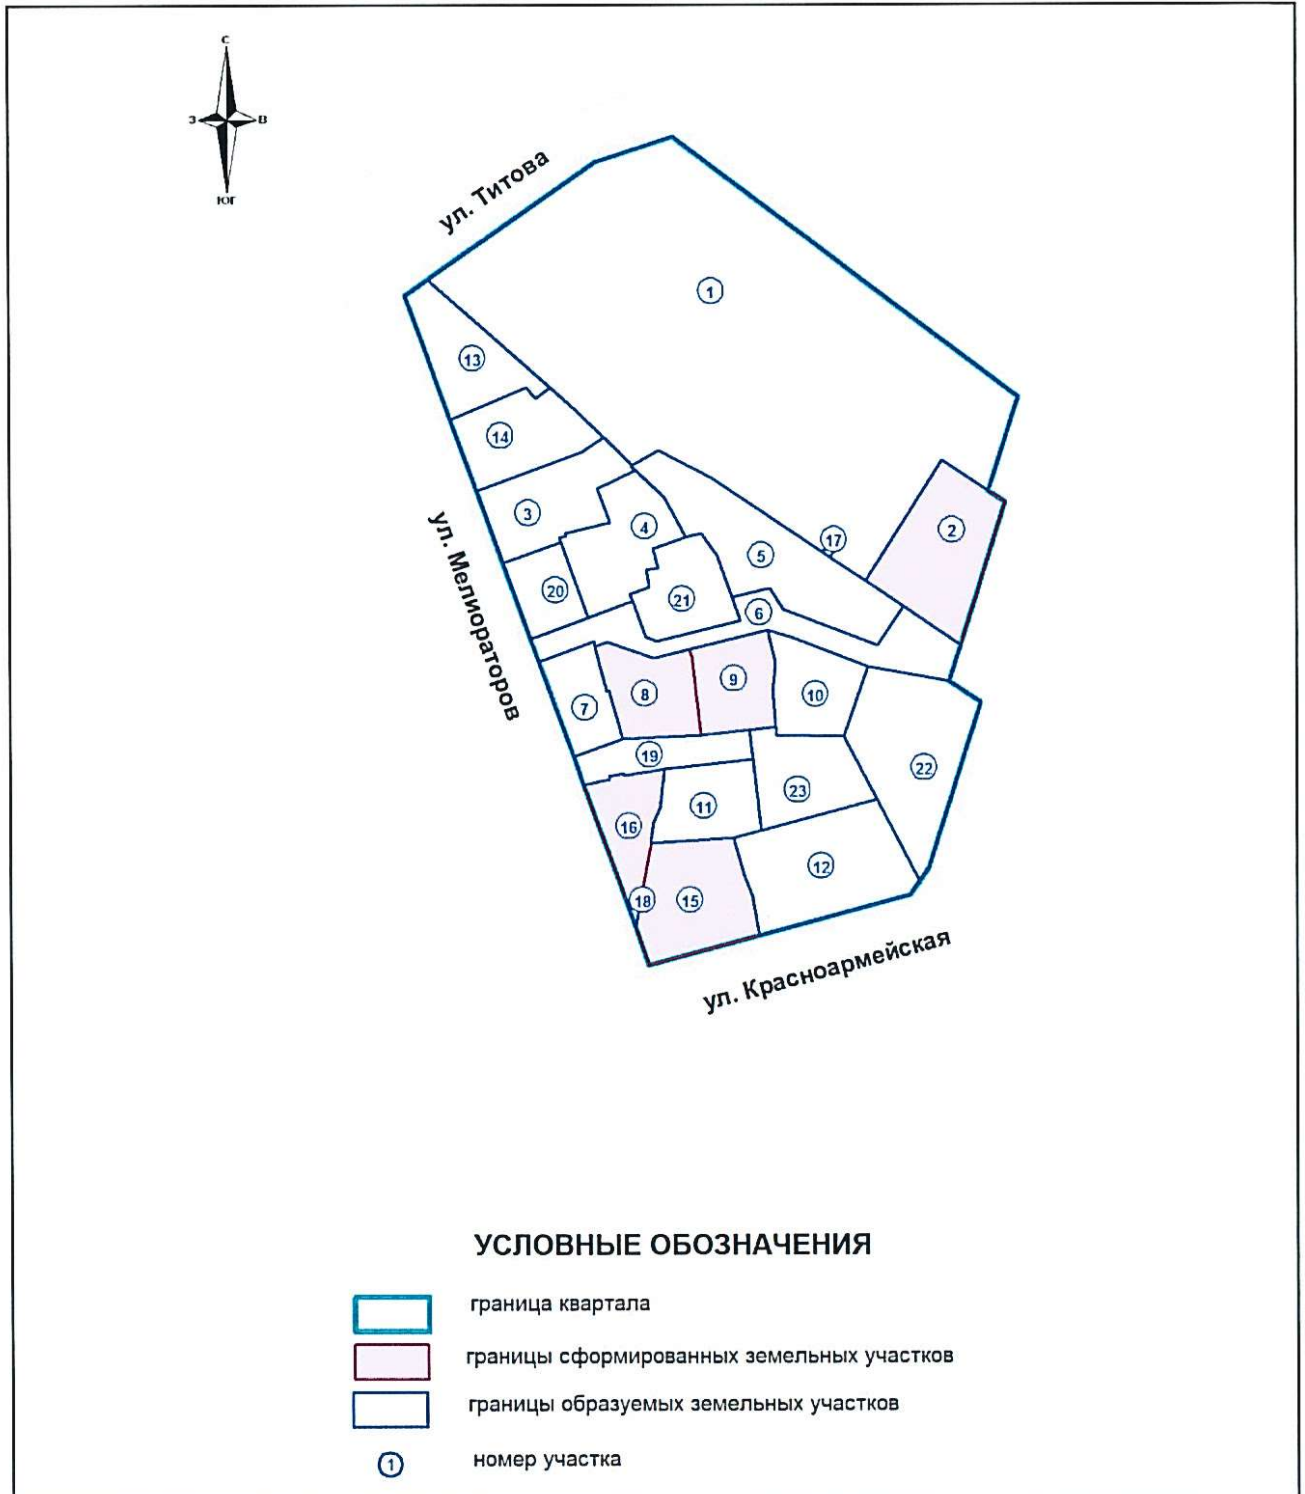 С
З
В
ЮГ
ул. Титова
1
13
14
3
4
17
2
5
20
21
6
ул. Мелиораторов
8
9
10
7
19
22
23
11
16
12
18
15
ул. Красноармейская
УСЛОВНЫЕ ОБОЗНАЧЕНИЯ
граница квартала
границы сформированных земельных участков
границы образуемых земельных участков
1
номер участка